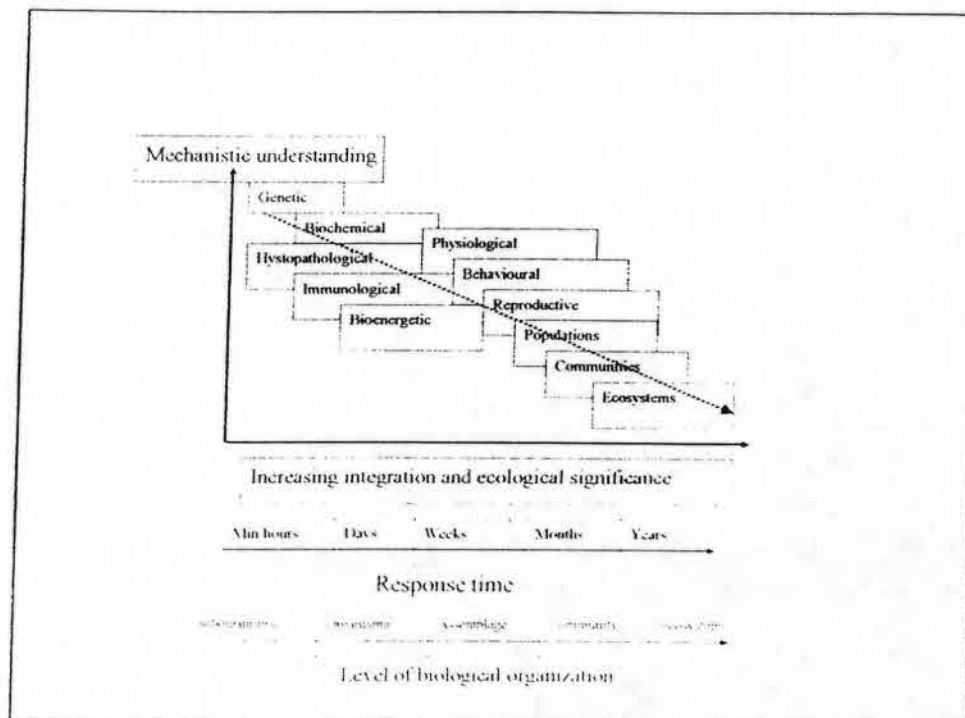 Mechanistic understanding
Genetic
Biochemical
Physiological
Hystopathological
Behavioural
Immunological
Reproductive
Bioenergetic
Populations
Communities
Ecosystems
Increasing integration and ecological significance
Min hours Days Weeks Months Years
Response time
Assemblage
Level of biological organization